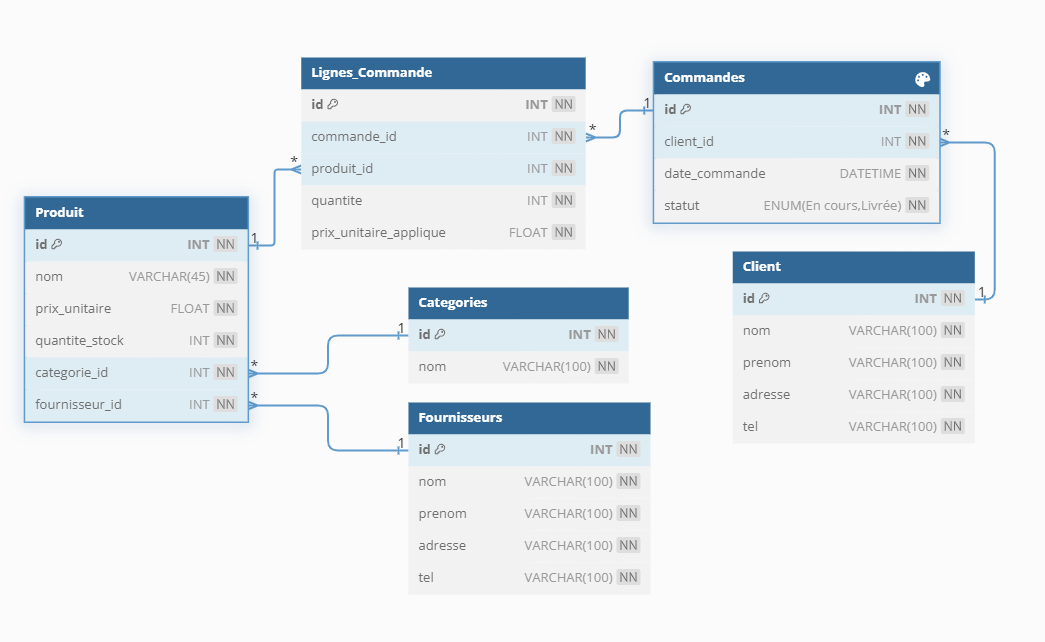 Lignes_Commande
id INT NN
commande_id INT NN
produit_id INT NN
quantite INT NN
prix_unitaire_applique FLOAT NN
*
*
Commandes
id INT NN
client_id INT NN
date_commande DATETIME NN
statut ENUM(En cours,Livrée) NN
1
*
Produit
id INT NN
nom VARCHAR(45) NN
prix_unitaire FLOAT NN
quantite_stock INT NN
categorie_id INT NN
fournisseur_id INT NN
1
*
*
Client
id INT NN
nom VARCHAR(100) NN
prenom VARCHAR(100) NN
adresse VARCHAR(100) NN
tel VARCHAR(100) NN
1
Categories
1
id INT NN
nom VARCHAR(100) NN
Fournisseurs
1
id INT NN
nom VARCHAR(100) NN
prenom VARCHAR(100) NN
adresse VARCHAR(100) NN
tel VARCHAR(100) NN